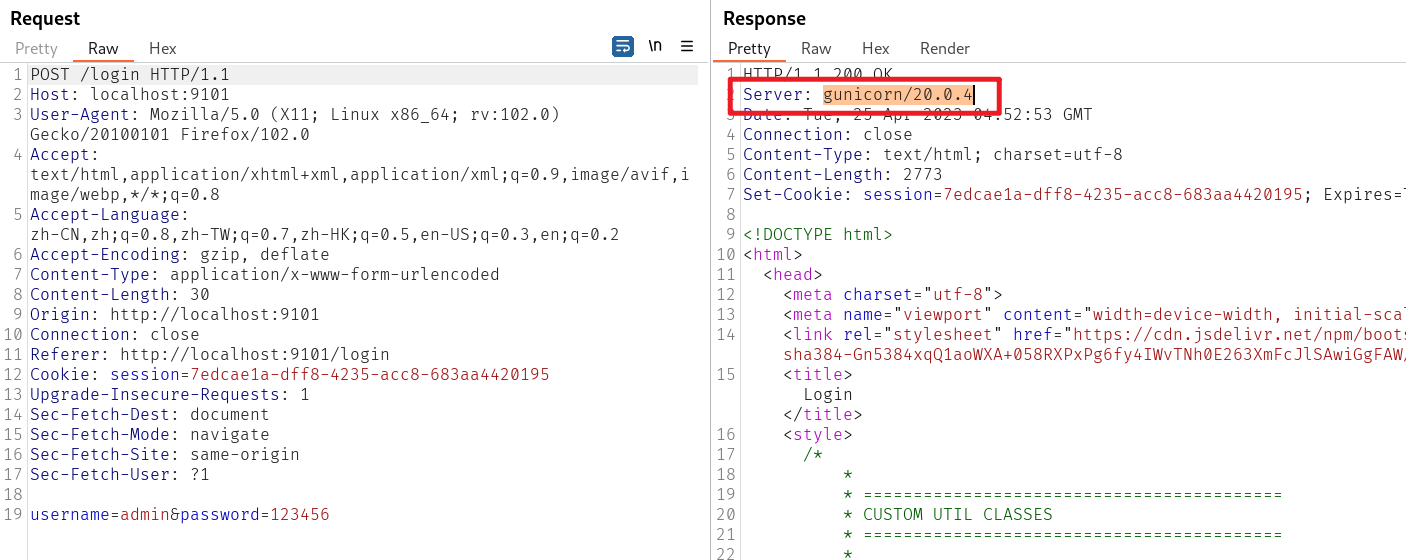 Request
Pretty Raw Hex \n
1 POST /login HTTP/1.1
2 Host: localhost:9101
3 User-Agent: Mozilla/5.0 (X11; Linux x86_64; rv:102.0)
Gecko/20100101 Firefox/102.0
4 Accept:
text/html,application/xhtml+xml,application/xml;q=0.9,image/avif,i
mage/webp,*/*;q=0.8
5 Accept-Language:
zh-CN,zh;q=0.8,zh-TW;q=0.7,zh-HK;q=0.5,en-US;q=0.3,en;q=0.2
6 Accept-Encoding: gzip, deflate
7 Content-Type: application/x-www-form-urlencoded
8 Content-Length: 30
9 Origin: http://localhost:9101
10 Connection: close
11 Referer: http://localhost:9101/login
12 Cookie: session=7edcae1a-dff8-4235-acc8-683aa4420195
13 Upgrade-Insecure-Requests: 1
14 Sec-Fetch-Dest: document
15 Sec-Fetch-Mode: navigate
16 Sec-Fetch-Site: same-origin
17 Sec-Fetch-User: ?1
18
19 username=admin&password=123456
Response
Pretty Raw Hex Render
1 HTTP/1.1 200 OK
2 Server: gunicorn/20.0.4
3 Date: Tue, 25 Apr 2023 04:52:53 GMT
4 Connection: close
5 Content-Type: text/html; charset=utf-8
6 Content-Length: 2773
7 Set-Cookie: session=7edcae1a-dff8-4235-acc8-683aa4420195; Expires=
8
9 <!DOCTYPE html>
10 <html>
11 <head>
12 <meta charset="utf-8">
13 <meta name="viewport" content="width=device-width, initial-scal
14 <link rel="stylesheet" href="https://cdn.jsdelivr.net/npm/boots
sha384-Gn5384xqQ1aoWXA+058RXPxPg6fy4IWvTNh0E263XmFcJlSAwiGgFAW/
15 <title>
Login
</title>
16 <style>
17 /*
18 *
19 * ==========================================
20 * CUSTOM UTIL CLASSES
21 * ==========================================
22 *